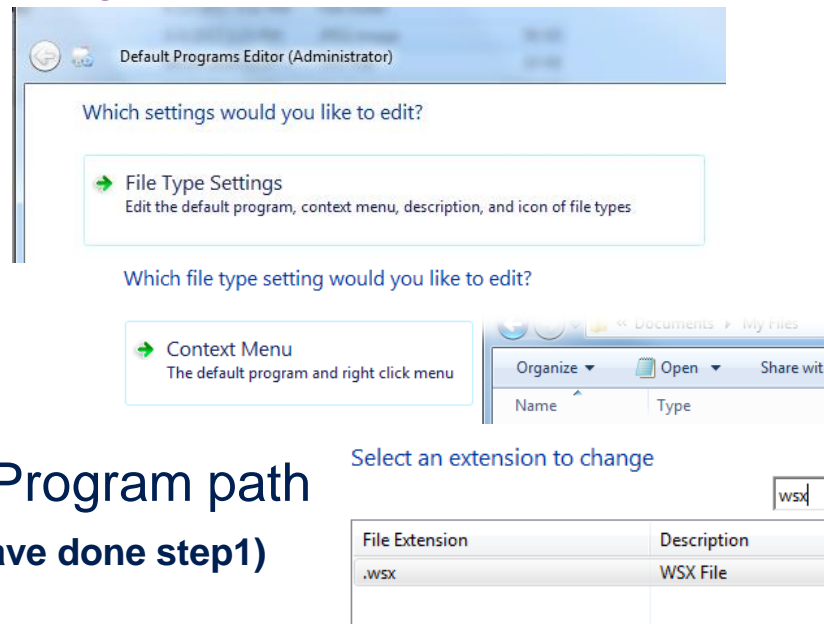 Default Programs Editor (Administrator)
Which settings would you like to edit?
File Type Settings
Edit the default program, context menu, description, and icon of file types
Which file type setting would you like to edit?
Context Menu
The default program and right click menu
« Documents My Files
Organize Open Share wit
Name Type
Program path
ave done step1)
Select an extension to change
wsx
File Extension Description
.wsx WSX File